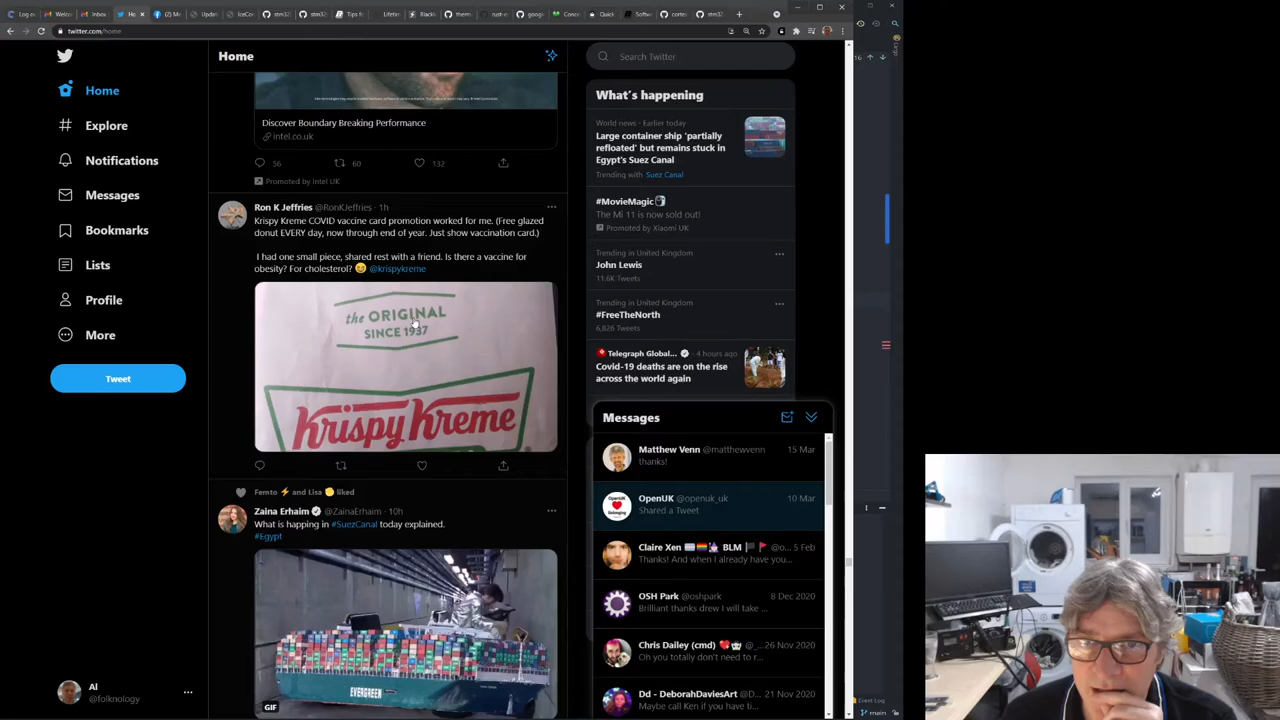 twitter.com/home
Home
Explore
Notifications
Messages
Bookmarks
Lists
Profile
More
Tweet
Al
@folknology
Home
Discover Boundary Breaking Performance
intel.co.uk
56
60
132
Promoted by Intel UK
Ron K Jeffries @RonKJeffries · 1h
Krispy Kreme COVID vaccine card promotion worked for me. (Free glazed
donut EVERY day, now through end of year. Just show vaccination card.)
I had one small piece, shared rest with a friend. Is there a vaccine for
obesity? For cholesterol? 😆 @krispykreme
the ORIGINAL
SINCE 1937
Krispy Kreme
Femto ⚡ and Lisa ✊ liked
Zaina Erhaim @ZainaErhaim · 10h
What is happening in #SuezCanal today explained.
#Egypt
EVERGREEN
GIF
Search Twitter
What's happening
World news · Earlier today
Large container ship 'partially
refloated' but remains stuck in
Egypt's Suez Canal
Trending with Suez Canal
#MovieMagic
The Mi 11 is now sold out!
Promoted by Xiaomi UK
Trending in United Kingdom
John Lewis
11.6K Tweets
Trending in United Kingdom
#FreeTheNorth
6,826 Tweets
Telegraph Global... · 4 hours ago
Covid-19 deaths are on the rise
across the world again
Messages
Matthew Venn @matthewvenn 15 Mar
thanks!
OpenUK @openuk_uk 10 Mar
Shared a Tweet
Claire Xen BLM @o... 5 Feb
Thanks! And when I already have you...
OSH Park @oshpark 8 Dec 2020
Brilliant thanks drew I will take ...
Chris Dailey (cmd) @_... 26 Nov 2020
Oh you totally don't need to r...
Dd - DeborahDaviesArt @D... 21 Nov 2020
Maybe call Ken if you have ti...
Event Log
main